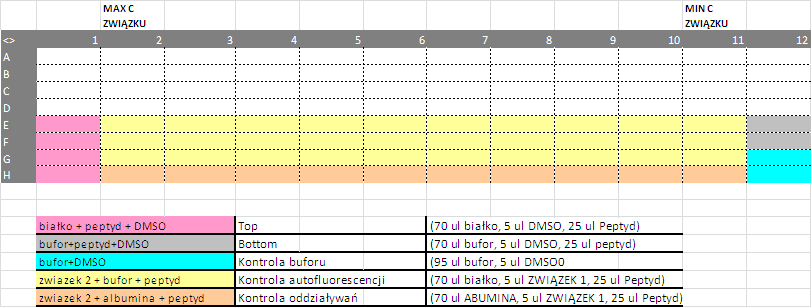 MAX C MIN C
ZWIĄZKU ZWIĄZKU
<> 1 2 3 4 5 6 7 8 9 10 11 12
A
B
C
D
E
F
G
H
białko + peptyd + DMSO Top (70 ul białko, 5 ul DMSO, 25 ul Peptyd)
bufor+peptyd+DMSO Bottom (70 ul bufor, 5 ul DMSO, 25 ul peptyd)
bufor+DMSO Kontrola buforu (95 ul bufor, 5 ul DMSO0
zwiazek 2 + bufor + peptyd Kontrola autofluorescencji (70 ul białko, 5 ul ZWIĄZEK 1, 25 ul Peptyd)
zwiazek 2 + albumina + peptyd Kontrola oddziaływań (70 ul ABUMINA, 5 ul ZWIĄZEK 1, 25 ul Peptyd)